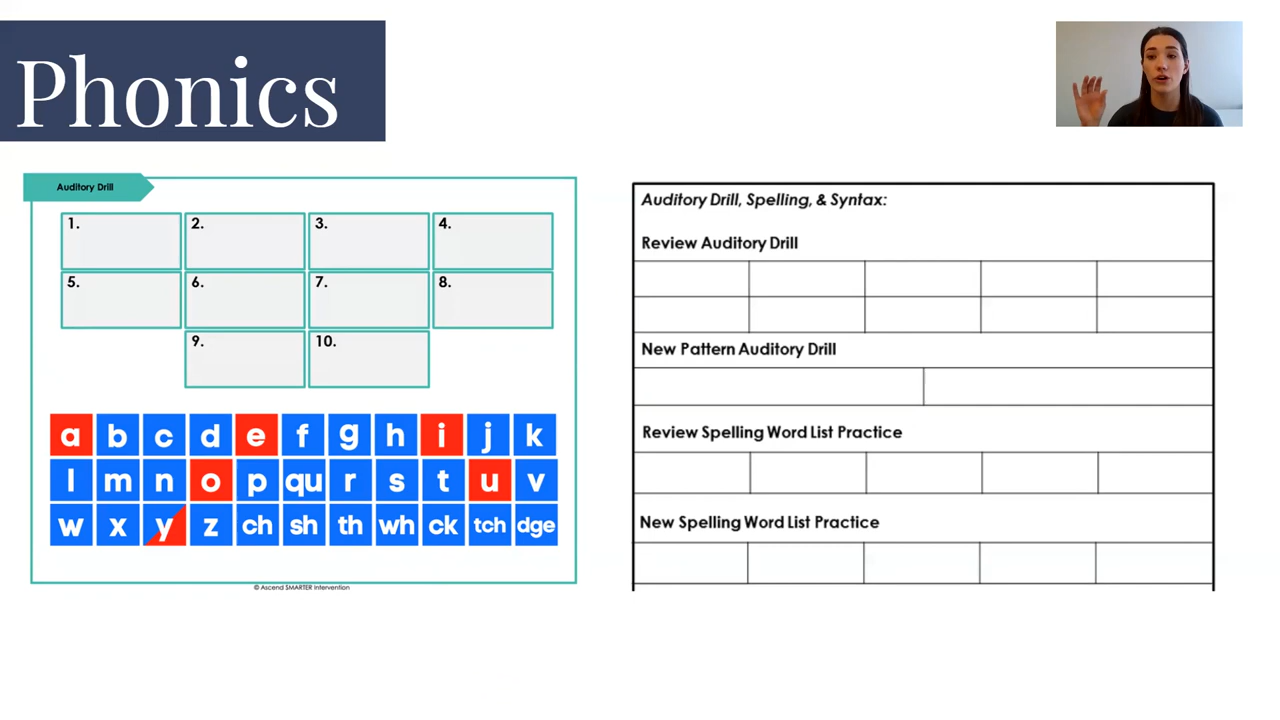 Phonics
Auditory Drill
1. 2. 3. 4.
5. 6. 7. 8.
9. 10.
a b c d e f g h i j k
l m n o p qu r s t u v
w x y z ch sh th wh ck tch dge
© Ascend SMARTER Intervention
Auditory Drill, Spelling, & Syntax:
Review Auditory Drill
New Pattern Auditory Drill
Review Spelling Word List Practice
New Spelling Word List Practice